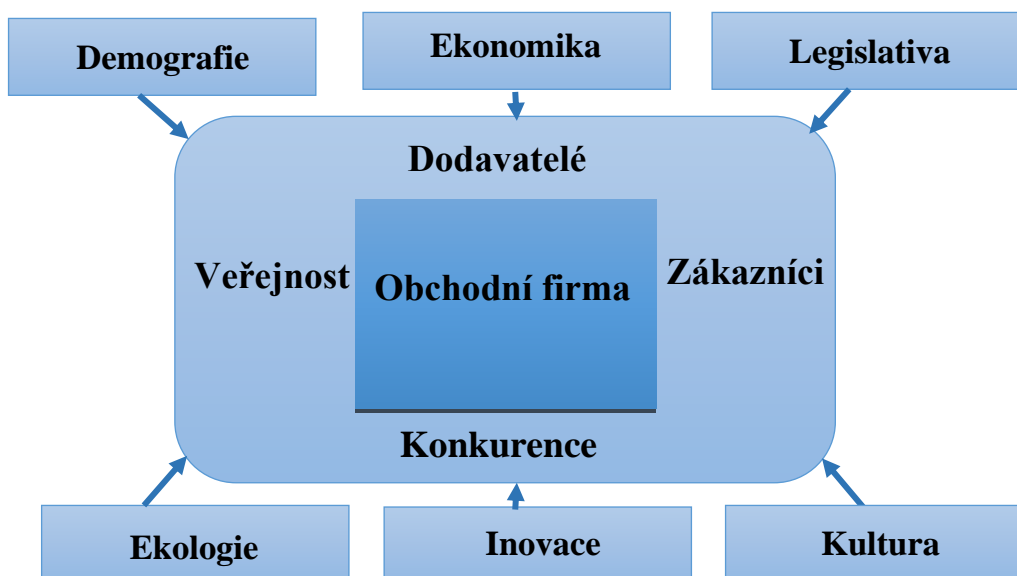 Demografie
Ekonomika
Legislativa
Dodavatelé
Veřejnost
Obchodní firma
Zákazníci
Konkurence
Ekologie
Inovace
Kultura